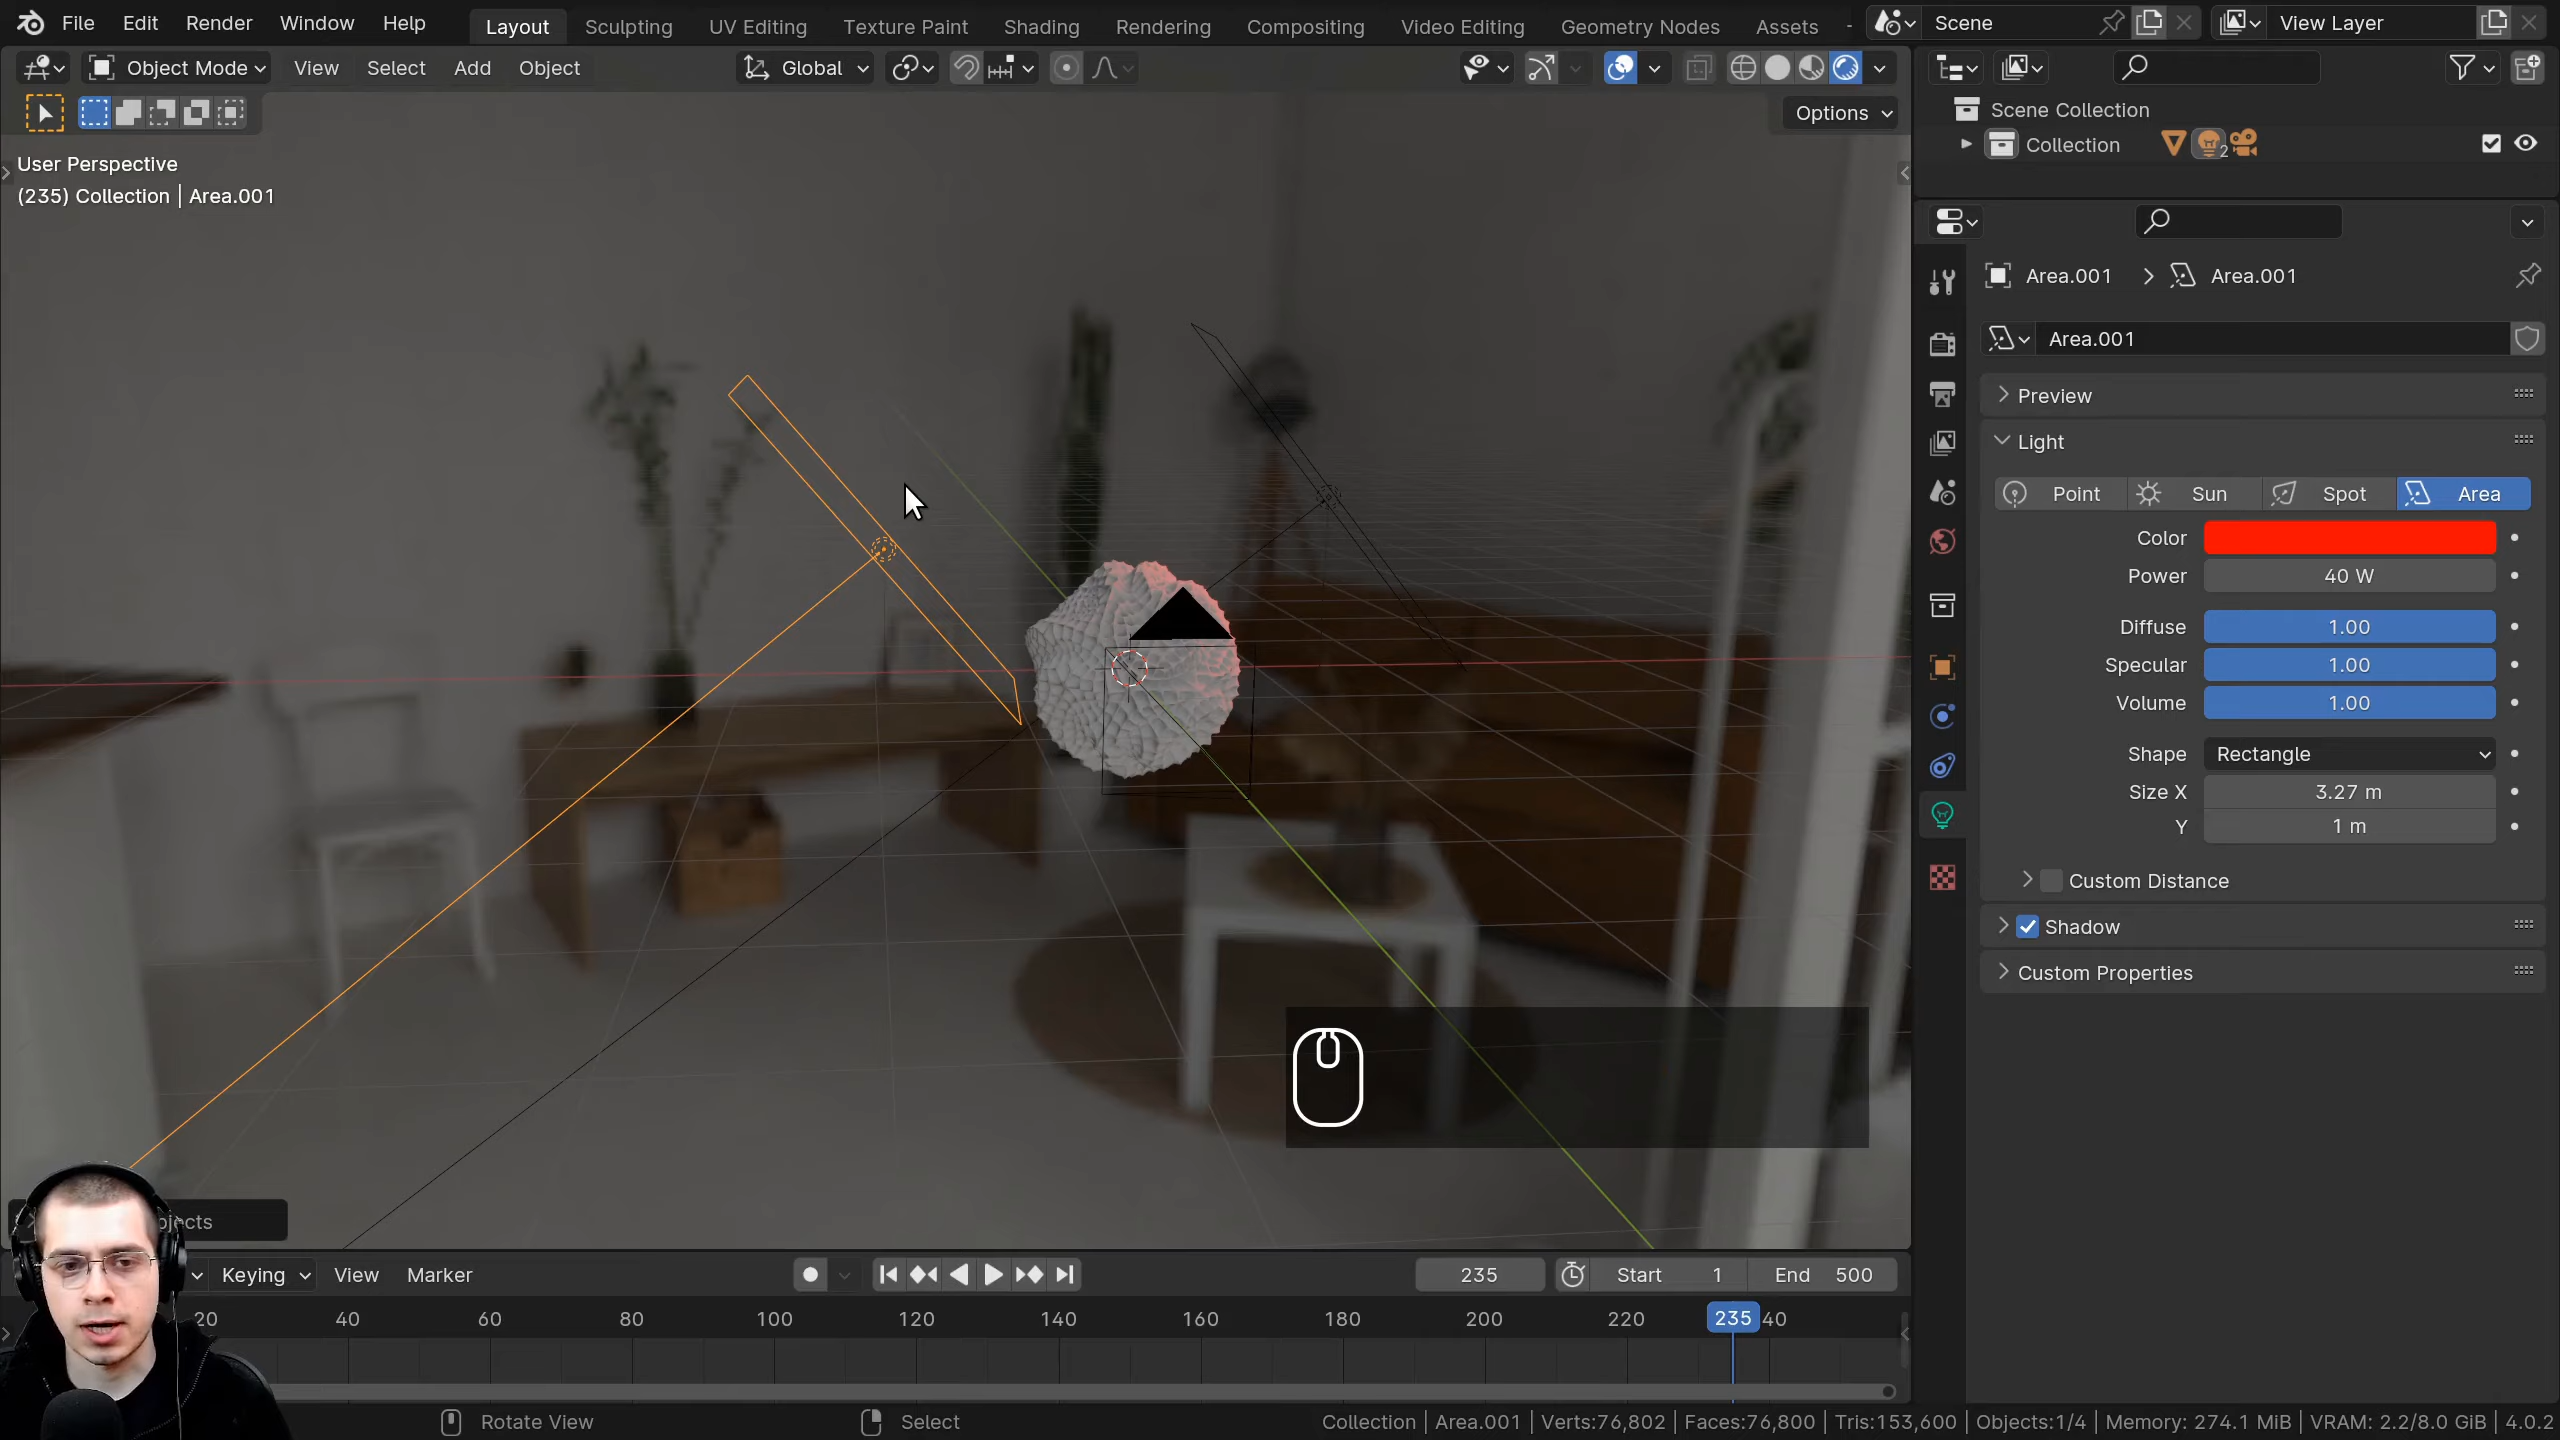 File Edit Render Window Help Layout Sculpting UV Editing Texture Paint Shading Rendering Compositing Video Editing Geometry Nodes Assets Scene View Layer
Object Mode View Select Add Object Global
Options
User Perspective
(235) Collection | Area.001
Scene Collection
Collection 2
Area.001 Area.001
Area.001
Preview
Light
Point Sun Spot Area
Color
Power 40 W
Diffuse 1.00
Specular 1.00
Volume 1.00
Shape Rectangle
Size X 3.27 m
Y 1 m
Custom Distance
Shadow
Custom Properties
Keying View Marker 235 Start 1 End 500
20 40 60 80 100 120 140 160 180 200 220 235 40
Rotate View Select Collection | Area.001 | Verts:76,802 | Faces:76,800 | Tris:153,600 | Objects:1/4 | Memory: 274.1 MiB | VRAM: 2.2/8.0 GiB | 4.0.2